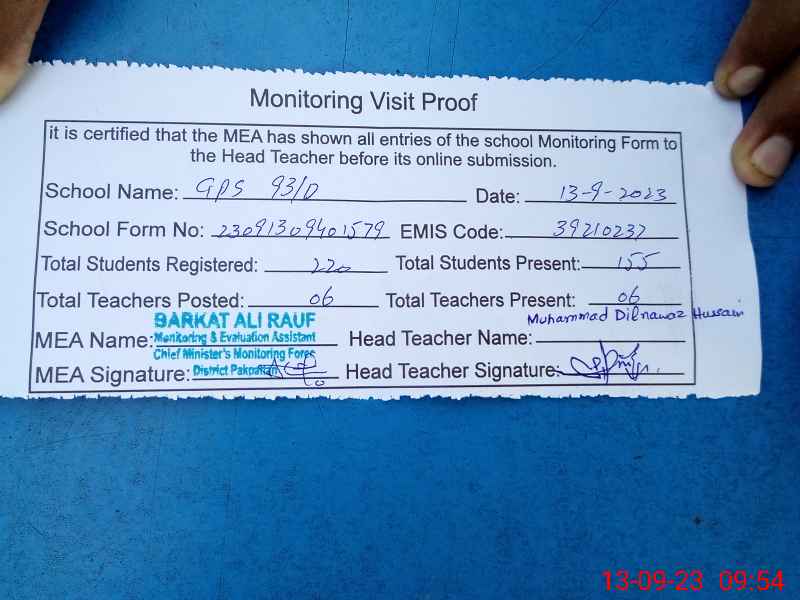 Monitoring Visit Proof
it is certified that the MEA has shown all entries of the school Monitoring Form to
the Head Teacher before its online submission.
School Name: GPS 93/D Date: 13-9-2023
School Form No: 23091309401579 EMIS Code: 39210237
Total Students Registered: 220 Total Students Present: 155
Total Teachers Posted: 06 Total Teachers Present: 06
MEA Name: BARKAT ALI RAUF Head Teacher Name: Muhammad Dilnawaz Hussain
Monitoring & Evaluation Assistant
Chief Minister's Monitoring Force
MEA Signature: District Pakpattan Head Teacher Signature:
13-09-23 09:54